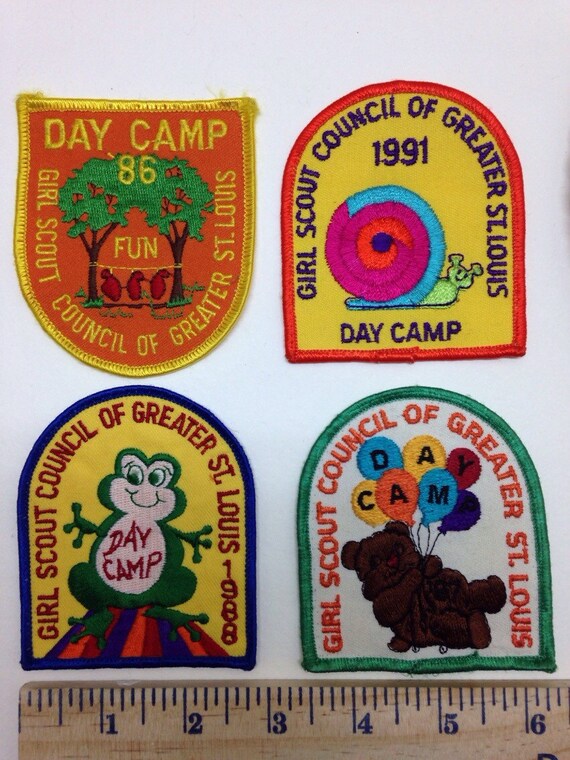 DAY CAMP
'86
FUN
GIRL SCOUT COUNCIL OF GREATER ST. LOUIS
GIRL SCOUT COUNCIL OF GREATER ST. LOUIS
1991
DAY CAMP
GIRL SCOUT COUNCIL OF GREATER ST. LOUIS 1988
DAY
CAMP
GIRL SCOUT COUNCIL OF GREATER ST. LOUIS
DAY
CAMP
1 2 3 4 5 6